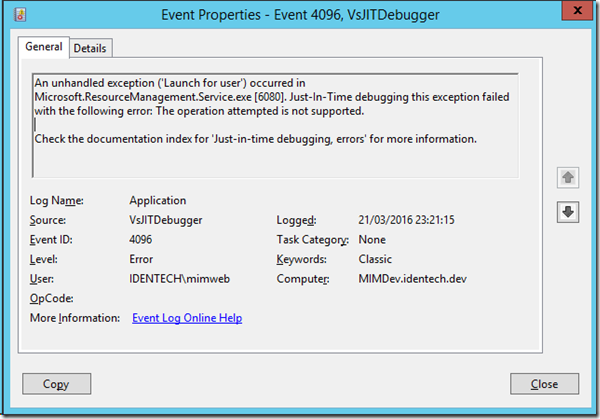 Event Properties - Event 4096, VsJITDebugger
x
General Details
An unhandled exception ('Launch for user') occurred in
Microsoft.ResourceManagement.Service.exe [6080]. Just-In-Time debugging this exception failed
with the following error: The operation attempted is not supported.
Check the documentation index for 'Just-in-time debugging, errors' for more information.
Log Name: Application
Source: VsJITDebugger Logged: 21/03/2016 23:21:15
Event ID: 4096 Task Category: None
Level: Error Keywords: Classic
User: IDENTECH\mimweb Computer: MIMDev.identech.dev
OpCode:
More Information: Event Log Online Help
Copy Close